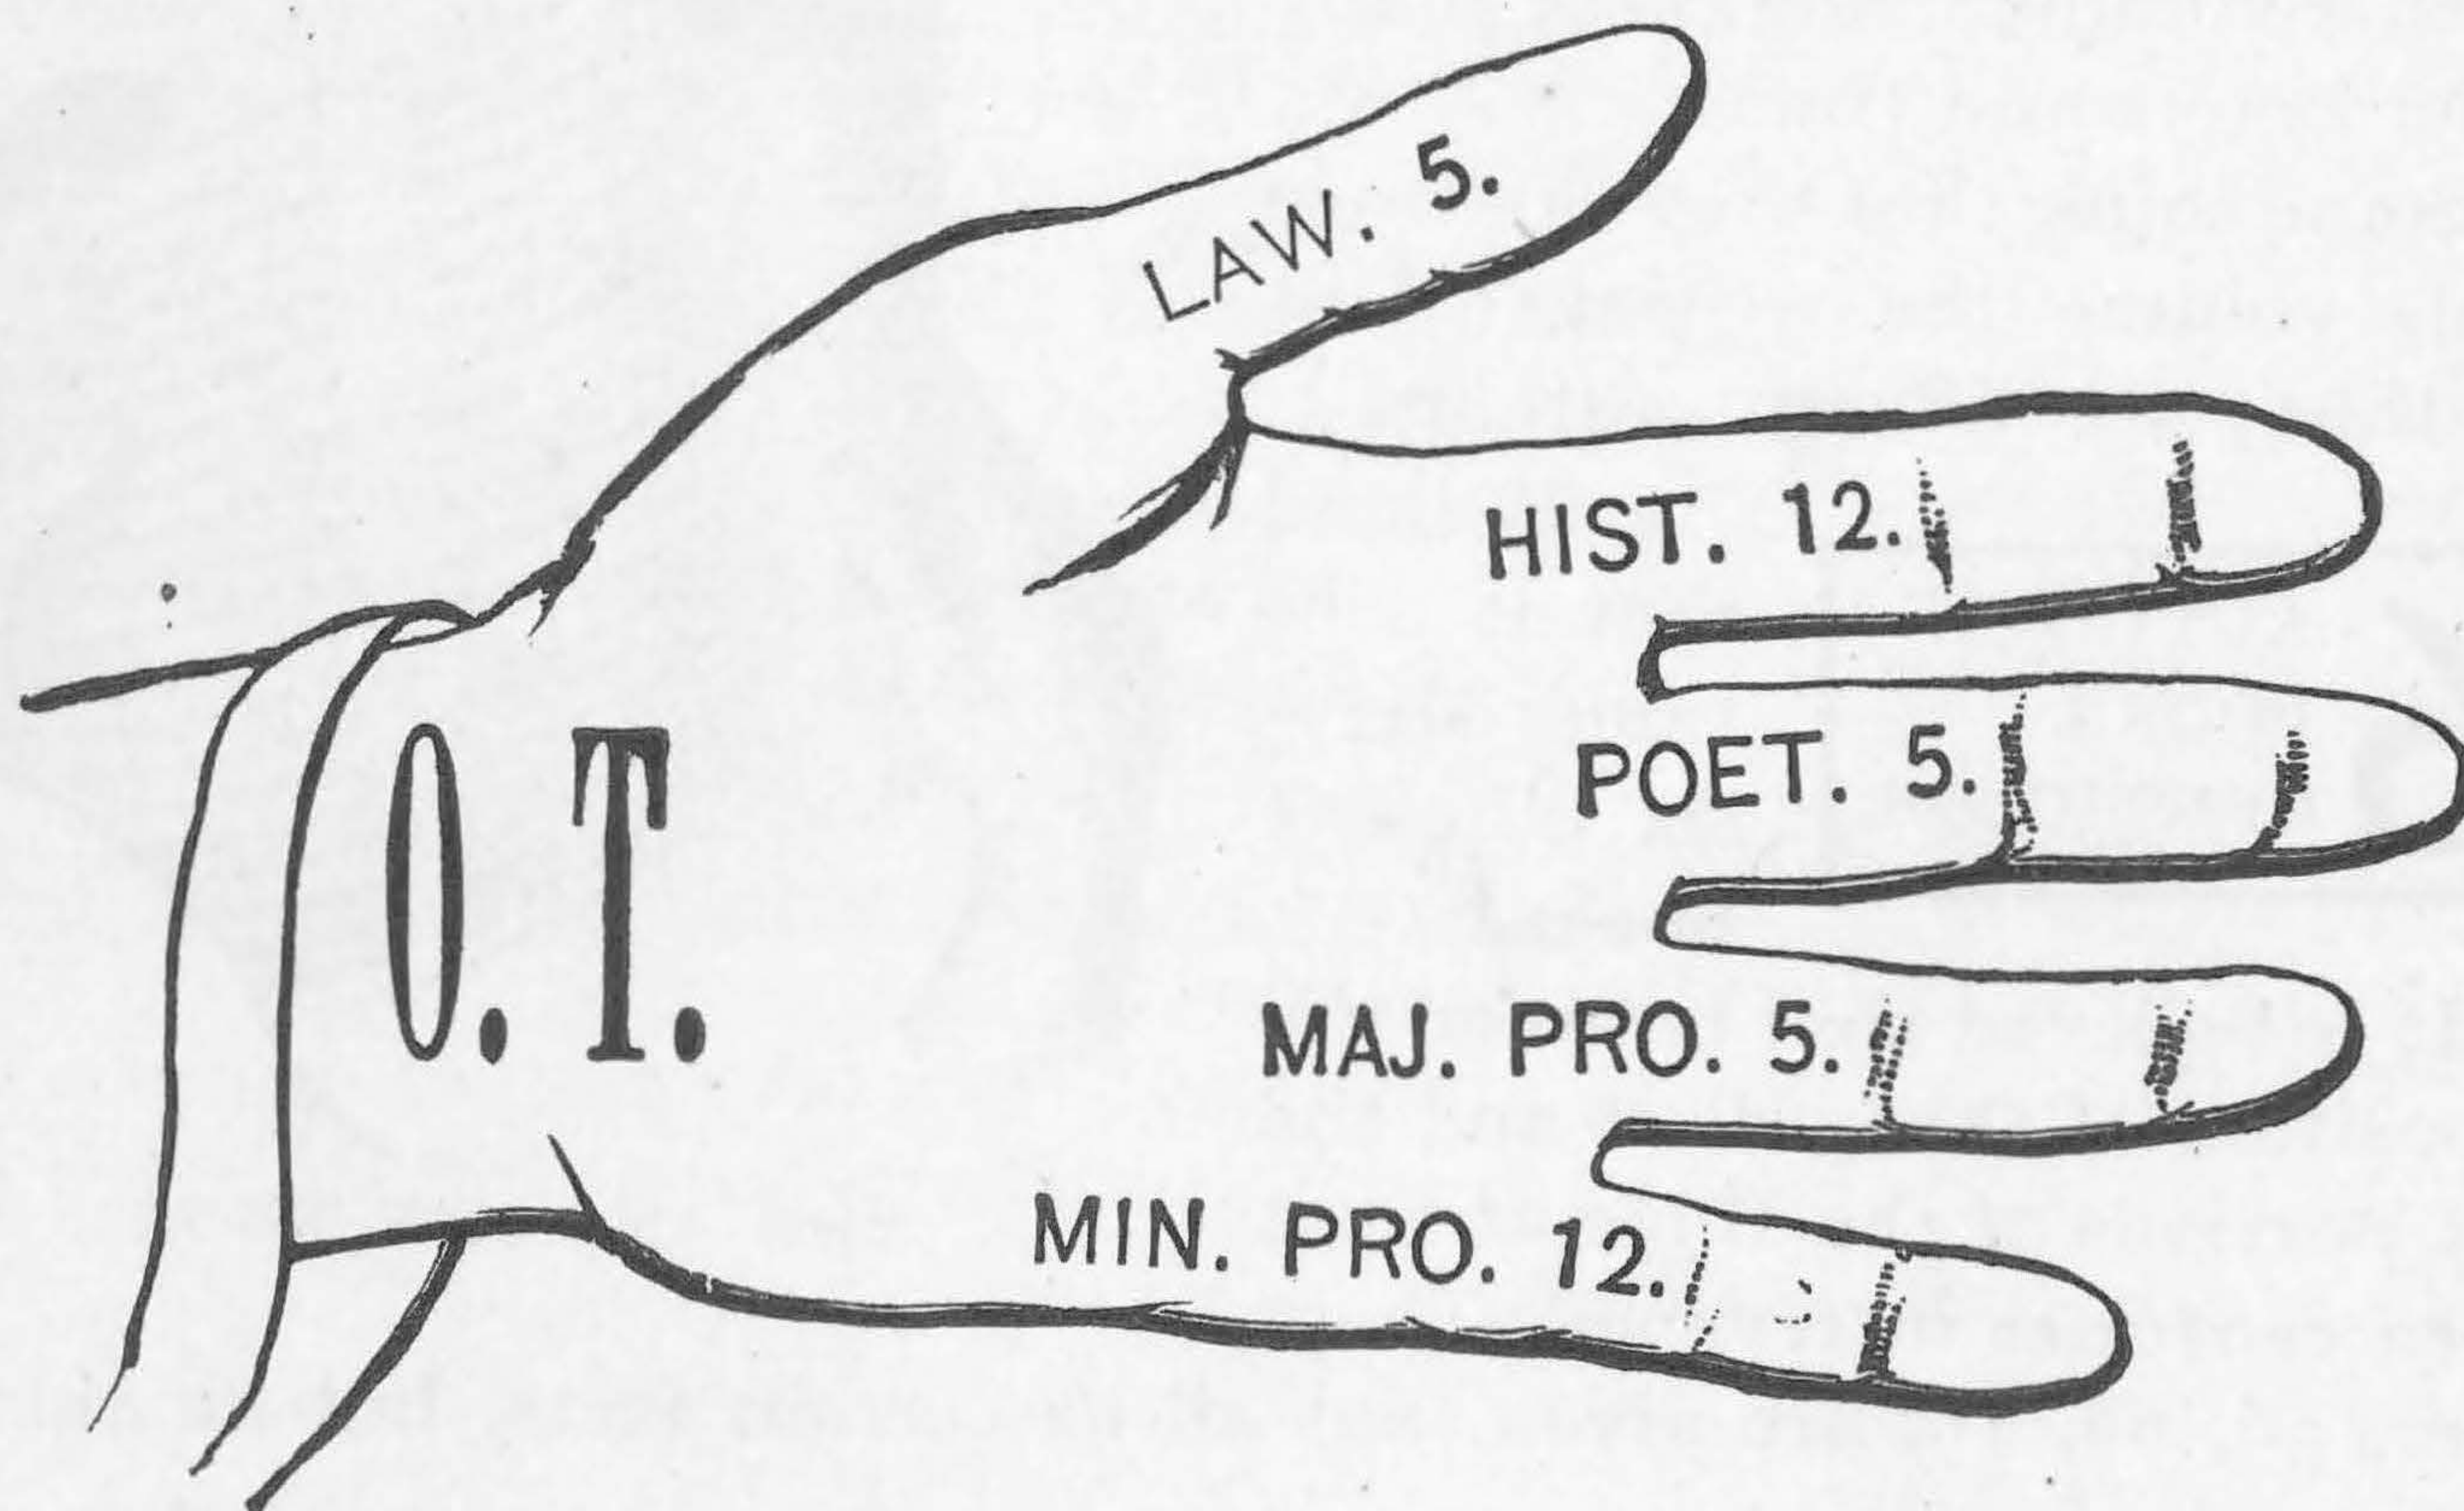 LAW. 5.
HIST. 12.
POET. 5.
O. T.
MAJ. PRO. 5.
MIN. PRO. 12.